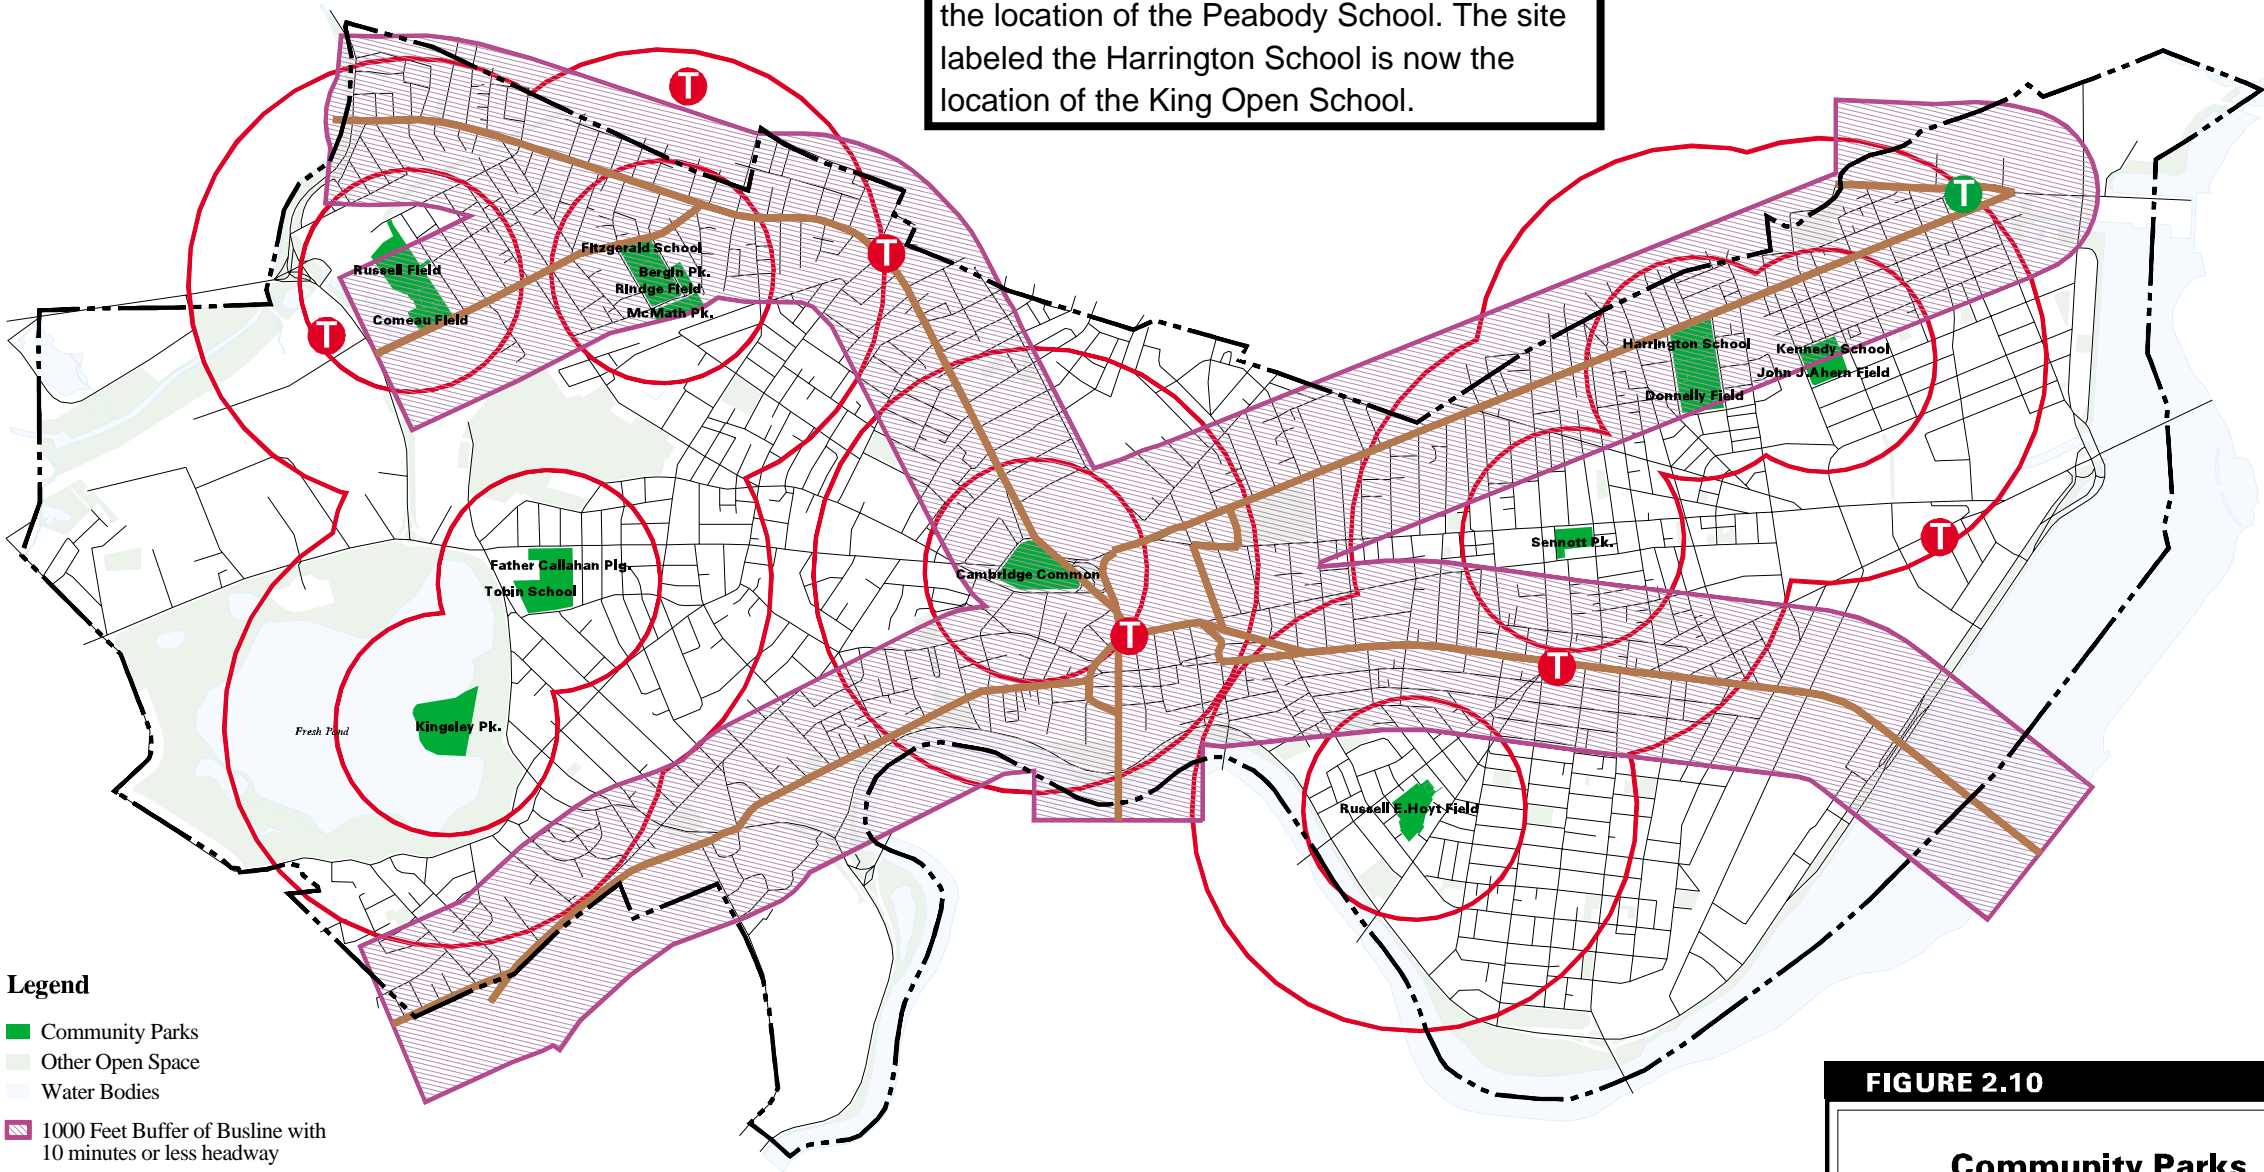 the location of the Peabody School. The site
labeled the Harrington School is now the
location of the King Open School.
T
T
T
T
T
T
T
T
Fitzgerald School
Bergin Pk.
Rindge Field
McMath Pk.
Russell Field
Comeau Field
Harrington School
Kennedy School
John J.Ahern Field
Donnelly Field
Sennott Pk.
Father Callahan Plg.
Tobin School
Cambridge Common
Kingsley Pk.
Fresh Pond
Russell E.Hoyt Field
Legend
Community Parks
Other Open Space
Water Bodies
1000 Feet Buffer of Busline with
10 minutes or less headway
FIGURE 2.10
Community Parks